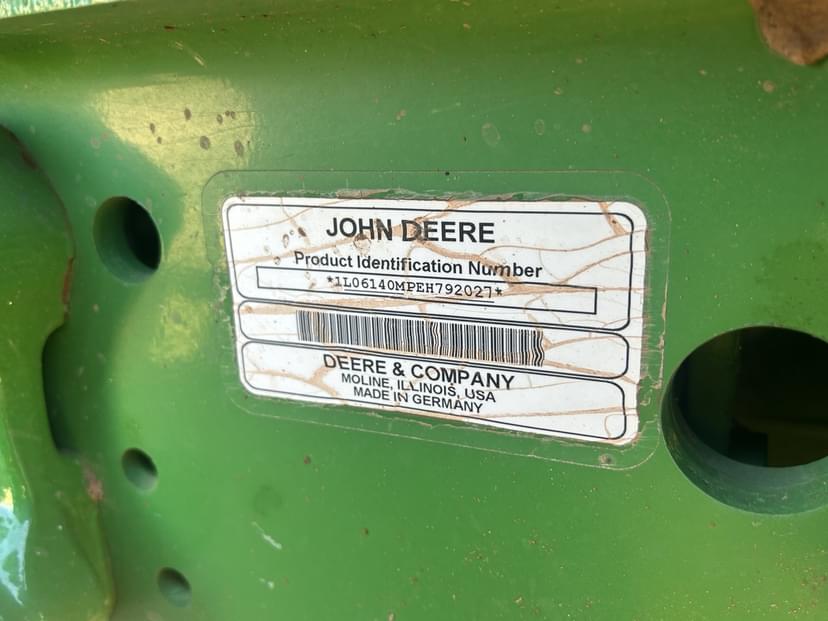 JOHN DEERE
Product Identification Number
*1L06140MPEH792027*
DEERE & COMPANY
MOLINE, ILLINOIS, USA
MADE IN GERMANY